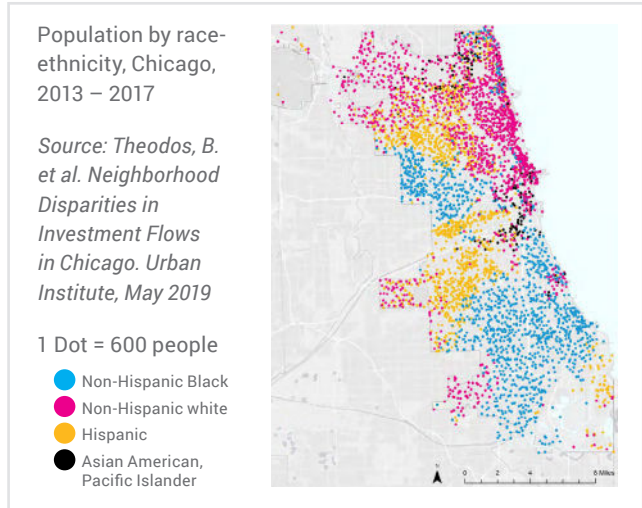 Population by race-
ethnicity, Chicago,
2013 – 2017
Source: Theodos, B.
et al. Neighborhood
Disparities in
Investment Flows
in Chicago. Urban
Institute, May 2019
1 Dot = 600 people
Non-Hispanic Black
Non-Hispanic white
Hispanic
Asian American,
Pacific Islander
N
0 2 4 6 Miles